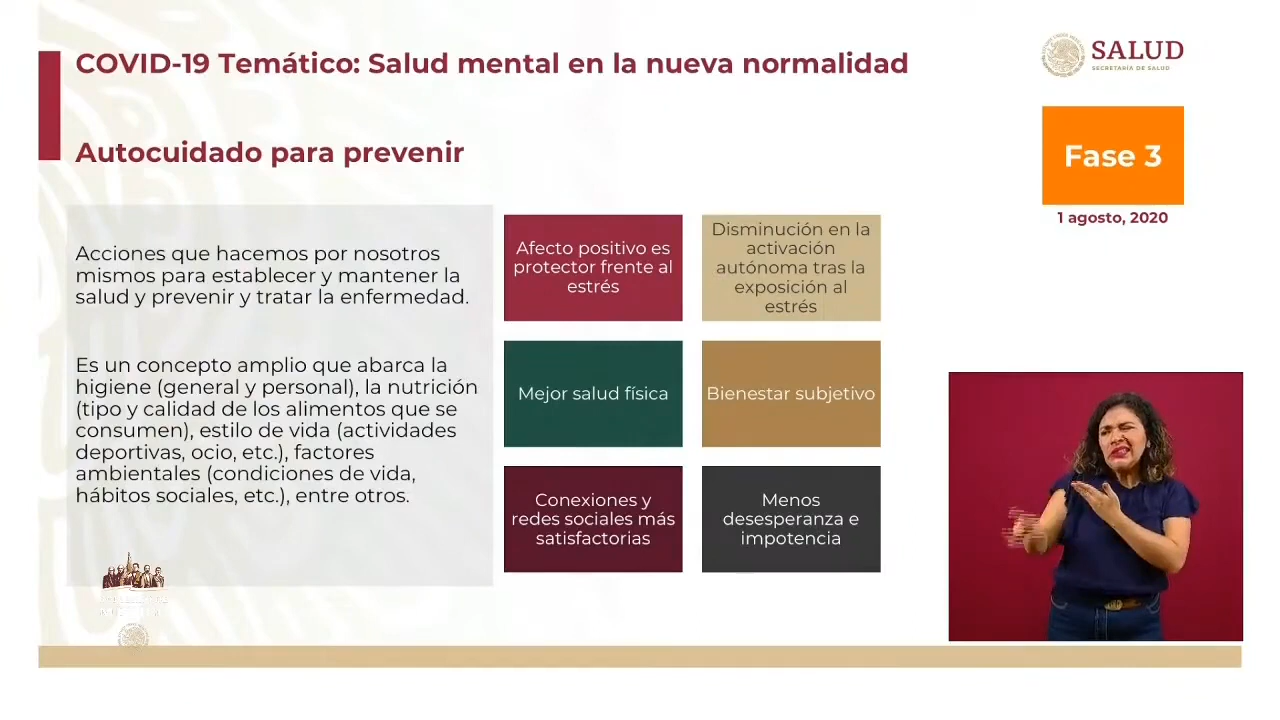 COVID-19 Temático: Salud mental en la nueva normalidad
SALUD
SECRETARÍA DE SALUD
Autocuidado para prevenir
Fase 3
1 agosto, 2020
Acciones que hacemos por nosotros
mismos para establecer y mantener la
salud y prevenir y tratar la enfermedad.
Es un concepto amplio que abarca la
higiene (general y personal), la nutrición
(tipo y calidad de los alimentos que se
consumen), estilo de vida (actividades
deportivas, ocio, etc.), factores
ambientales (condiciones de vida,
hábitos sociales, etc.), entre otros.
Afecto positivo es
protector frente al
estrés
Disminución en la
activación
autónoma tras la
exposición al
estrés
Mejor salud física
Bienestar subjetivo
Conexiones y
redes sociales más
satisfactorias
Menos
desesperanza e
impotencia